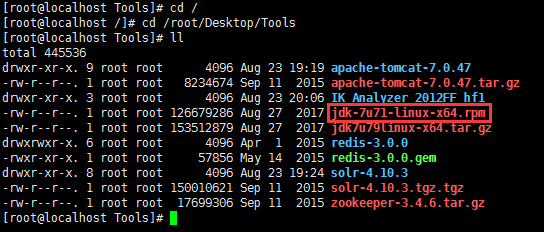 [root@localhost Tools]# cd /
[root@localhost /]# cd /root/Desktop/Tools
[root@localhost Tools]# ll
total 445536
drwxr-xr-x. 9 root root      4096 Aug 23 19:19 apache-tomcat-7.0.47
-rw-r--r--. 1 root root   8234674 Sep 11  2015 apache-tomcat-7.0.47.tar.gz
drwxr-xr-x. 3 root root      4096 Aug 23 20:06 IK Analyzer 2012FF_hf1
-rw-r--r--. 1 root root 126679286 Aug 27  2017 jdk-7u71-linux-x64.rpm
-rw-r--r--. 1 root root 153512879 Aug 27  2017 jdk7u79linux-x64.tar.gz
drwxrwxr-x. 6 root root      4096 Apr  1  2015 redis-3.0.0
-rw-r--r--. 1 root root     57856 May 14  2015 redis-3.0.0.gem
drwxr-xr-x. 8 root root      4096 Aug 23 19:24 solr-4.10.3
-rw-r--r--. 1 root root 150010621 Sep 11  2015 solr-4.10.3.tgz.tgz
-rw-r--r--. 1 root root  17699306 Sep 11  2015 zookeeper-3.4.6.tar.gz
[root@localhost Tools]#